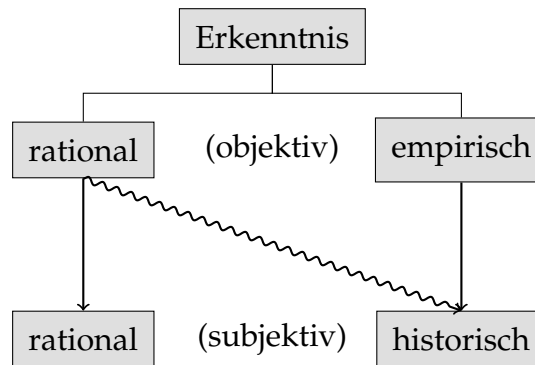 Erkenntnis
rational (objektiv) empirisch
rational (subjektiv) historisch